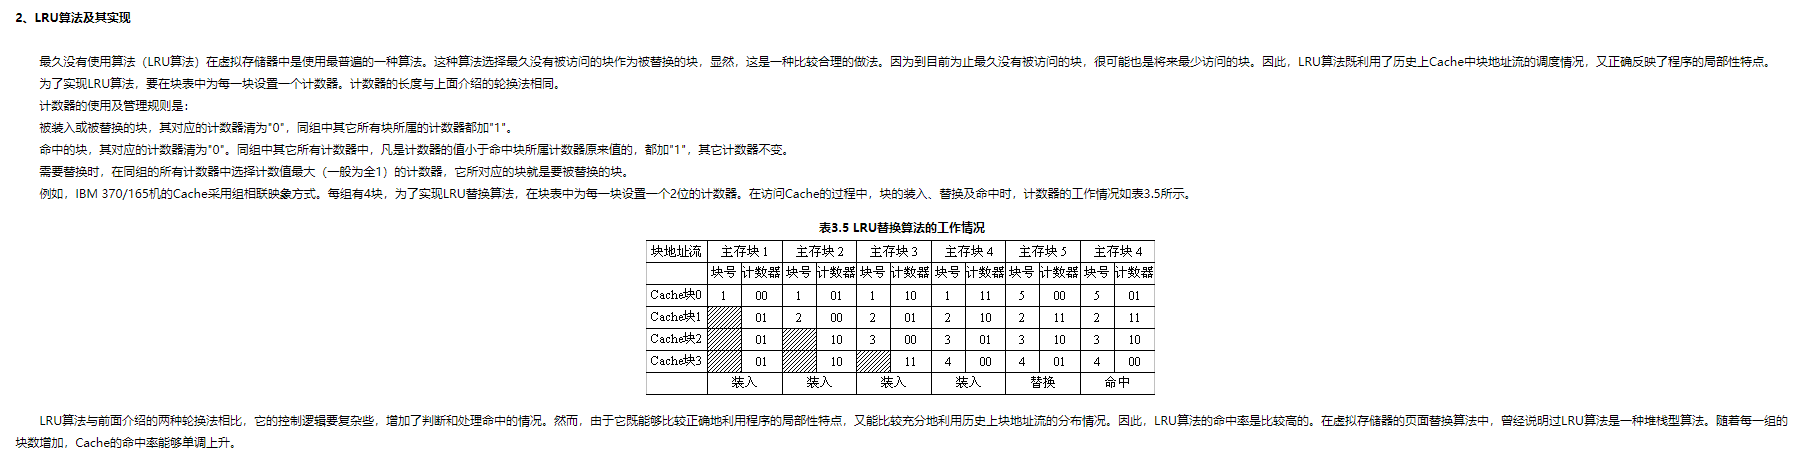 2、LRU算法及其实现
最久没有使用算法（LRU算法）在虚拟存储器中是使用最普遍的一种算法。这种算法选择最久没有被访问的块作为被替换的块，显然，这是一种比较合理的做法。因为到目前为止最久没有被访问的块，很可能也是将来最少访问的块。因此，LRU算法既利用了历史上Cache中块地址流的调度情况，又正确反映了程序的局部性特点。
为了实现LRU算法，要在块表中为每一块设置一个计数器。计数器的长度与上面介绍的轮换法相同。
计数器的使用及管理规则是：
被装入或被替换的块，其对应的计数器清为"0"，同组中其它所有块所属的计数器都加"1"。
命中的块，其对应的计数器清为"0"。同组中其它所有计数器中，凡是计数器的值小于命中块所属计数器原来值的，都加"1"，其它计数器不变。
需要替换时，在同组的所有计数器中选择计数值最大（一般为全1）的计数器，它所对应的块就是要被替换的块。
例如，IBM 370/165机的Cache采用组相联映象方式。每组有4块，为了实现LRU替换算法，在块表中为每一块设置一个2位的计数器。在访问Cache的过程中，块的装入、替换及命中时，计数器的工作情况如表3.5所示。
表3.5 LRU替换算法的工作情况
块地址流 主存块 1 主存块 2 主存块 3 主存块 4 主存块 5 主存块 4
块号 计数器 块号 计数器 块号 计数器 块号 计数器 块号 计数器 块号 计数器
Cache块0 1 00 1 01 1 10 1 11 5 00 5 01
Cache块1 01 2 00 2 01 2 10 2 11 2 11
Cache块2 01 10 3 00 3 01 3 10 3 10
Cache块3 01 10 11 4 00 4 01 4 00
装入 装入 装入 装入 替换 命中
LRU算法与前面介绍的两种轮换法相比，它的控制逻辑要复杂些，增加了判断和处理命中的情况。然而，由于它既能够比较正确地利用程序的局部性特点，又能比较充分地利用历史上块地址流的分布情况。因此，LRU算法的命中率是比较高的。在虚拟存储器的页面替换算法中，曾经说明过LRU算法是一种堆栈型算法。随着每一组的
块数增加，Cache的命中率能够单调上升。